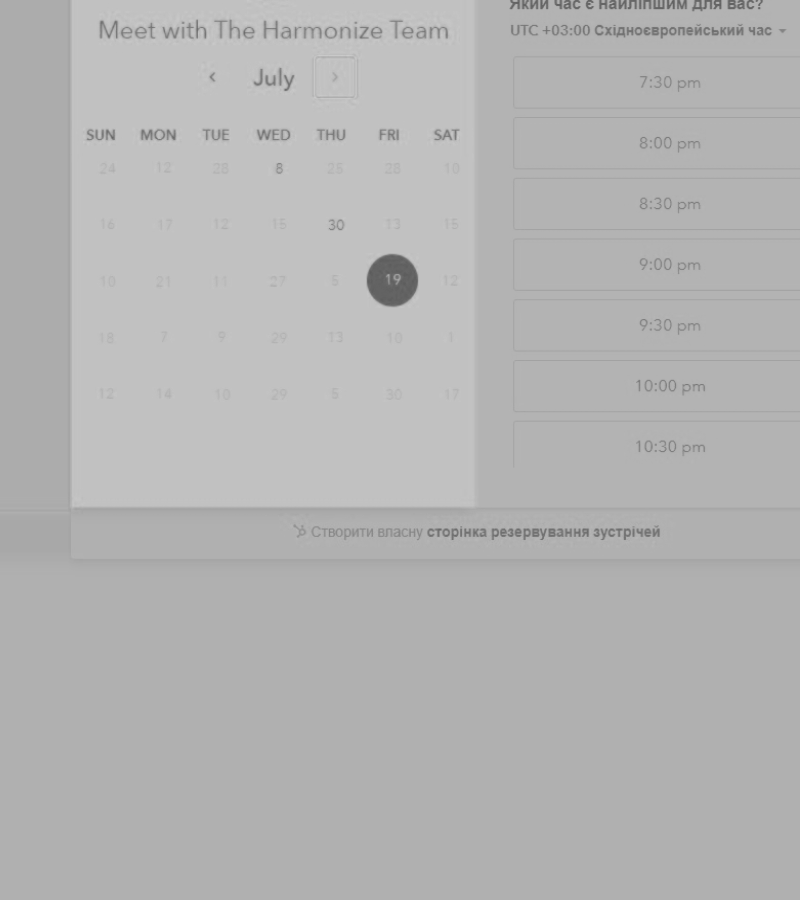 Meet with The Harmonize Team
July
SUN MON TUE WED THU FRI SAT
24 12 28 8 28 28 10
16 17 12 15 30 13 15
10 21 11 27 5 19 12
18 7 9 29 13 10 1
12 14 10 29 5 30 17
Який час є найліпшим для вас?
UTC +03:00 Східноєвропейський час
7:30 pm
8:00 pm
8:30 pm
9:00 pm
9:30 pm
10:00 pm
10:30 pm
Створити власну сторінка резервування зустрічей